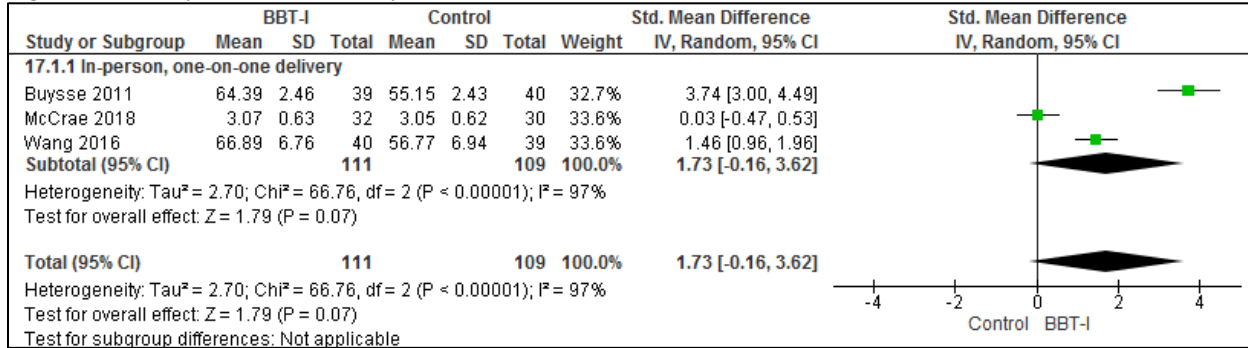 BBT-I Control Std. Mean Difference Std. Mean Difference
Study or Subgroup Mean SD Total Mean SD Total Weight IV, Random, 95% CI IV, Random, 95% CI
17.1.1 In-person, one-on-one delivery
Buysse 2011 64.39 2.46 39 55.15 2.43 40 32.7% 3.74 [3.00, 4.49]
McCrae 2018 3.07 0.63 32 3.05 0.62 30 33.6% 0.03 [-0.47, 0.53]
Wang 2016 66.89 6.76 40 56.77 6.94 39 33.6% 1.46 [0.96, 1.96]
Subtotal (95% CI) 111 109 100.0% 1.73 [-0.16, 3.62]
Heterogeneity: Tau² = 2.70; Chi² = 66.76, df = 2 (P < 0.00001); I² = 97%
Test for overall effect: Z = 1.79 (P = 0.07)
Total (95% CI) 111 109 100.0% 1.73 [-0.16, 3.62]
Heterogeneity: Tau² = 2.70; Chi² = 66.76, df = 2 (P < 0.00001); I² = 97%
Test for overall effect: Z = 1.79 (P = 0.07)
Test for subgroup differences: Not applicable
-4 -2 0 2 4
Control BBT-I